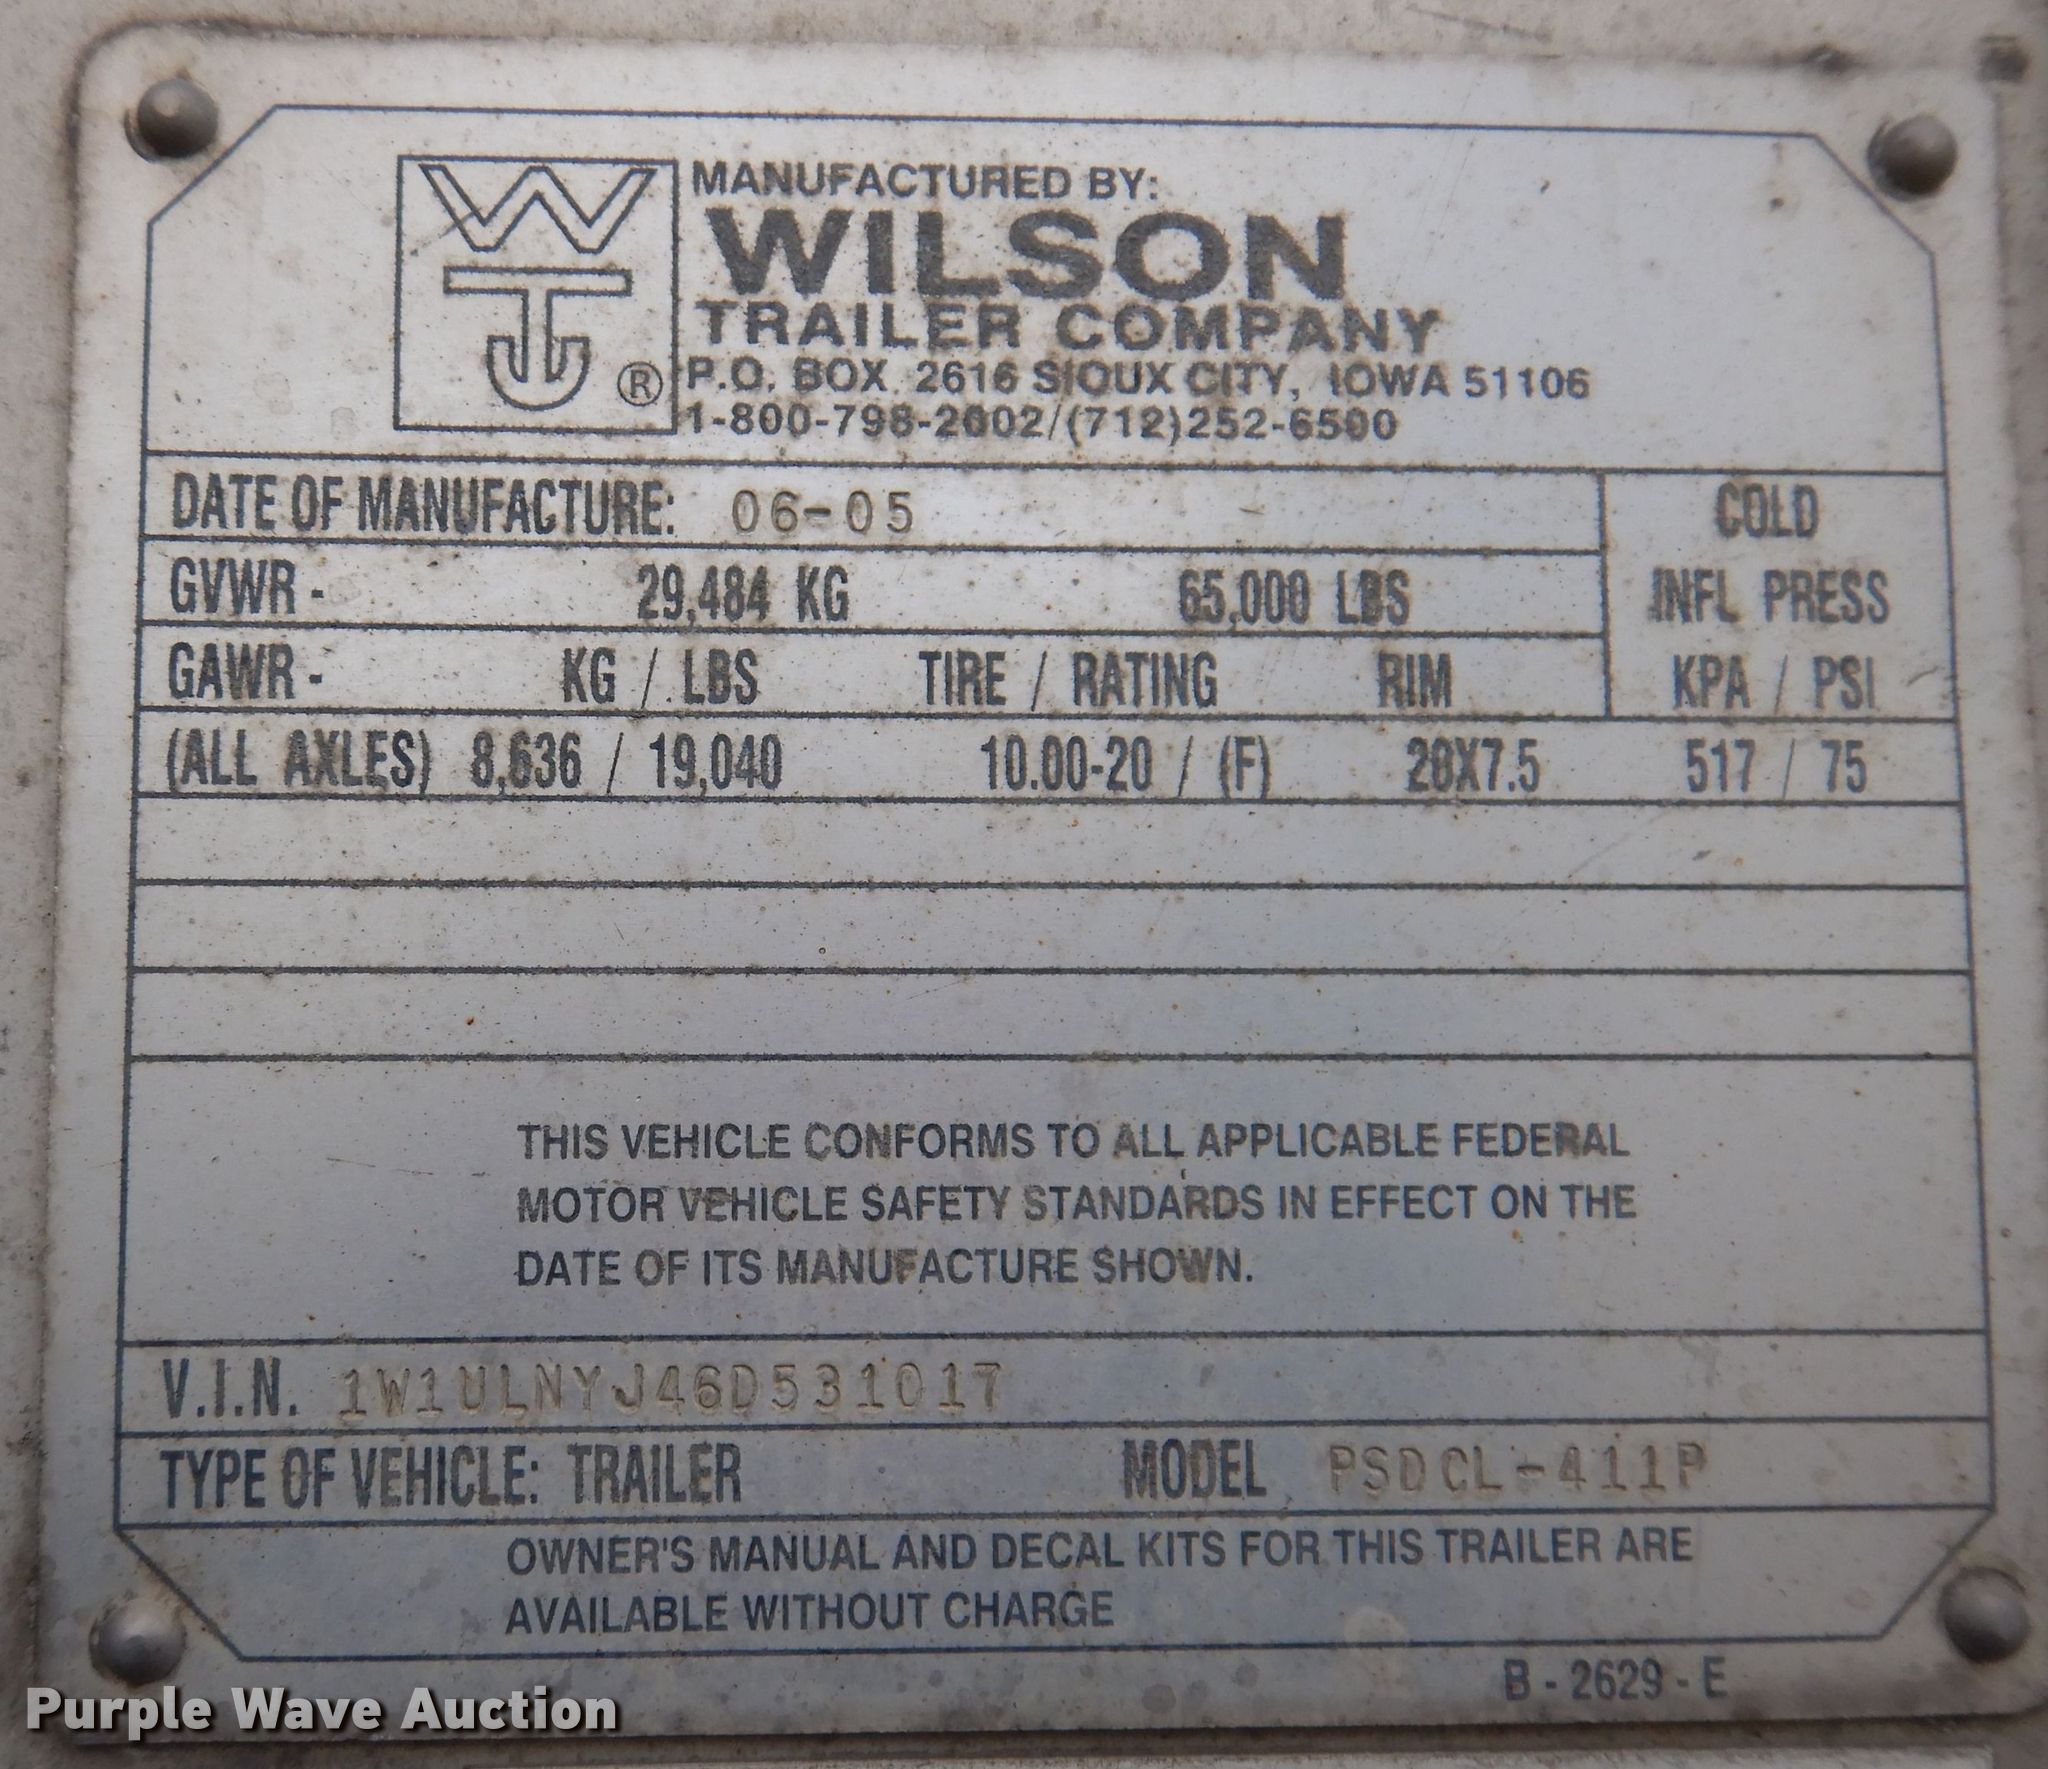 WTJ
®
MANUFACTURED BY:
WILSON
TRAILER COMPANY
P.O. BOX 2616 SIOUX CITY, IOWA 51106
1-800-798-2002/(712)252-6500
DATE OF MANUFACTURE: 06-05
COLD
INFL PRESS
KPA / PSI
GVWR - 29,484 KG 65,000 LBS
GAWR - KG / LBS TIRE / RATING RIM
(ALL AXLES) 8,636 / 19,040 10.00-20 / (F) 20X7.5 517 / 75
THIS VEHICLE CONFORMS TO ALL APPLICABLE FEDERAL
MOTOR VEHICLE SAFETY STANDARDS IN EFFECT ON THE
DATE OF ITS MANUFACTURE SHOWN.
V.I.N. 1W1ULNYJ46D531017
TYPE OF VEHICLE: TRAILER MODEL PSDCL-411P
OWNER'S MANUAL AND DECAL KITS FOR THIS TRAILER ARE
AVAILABLE WITHOUT CHARGE
B - 2629 - E
Purple Wave Auction